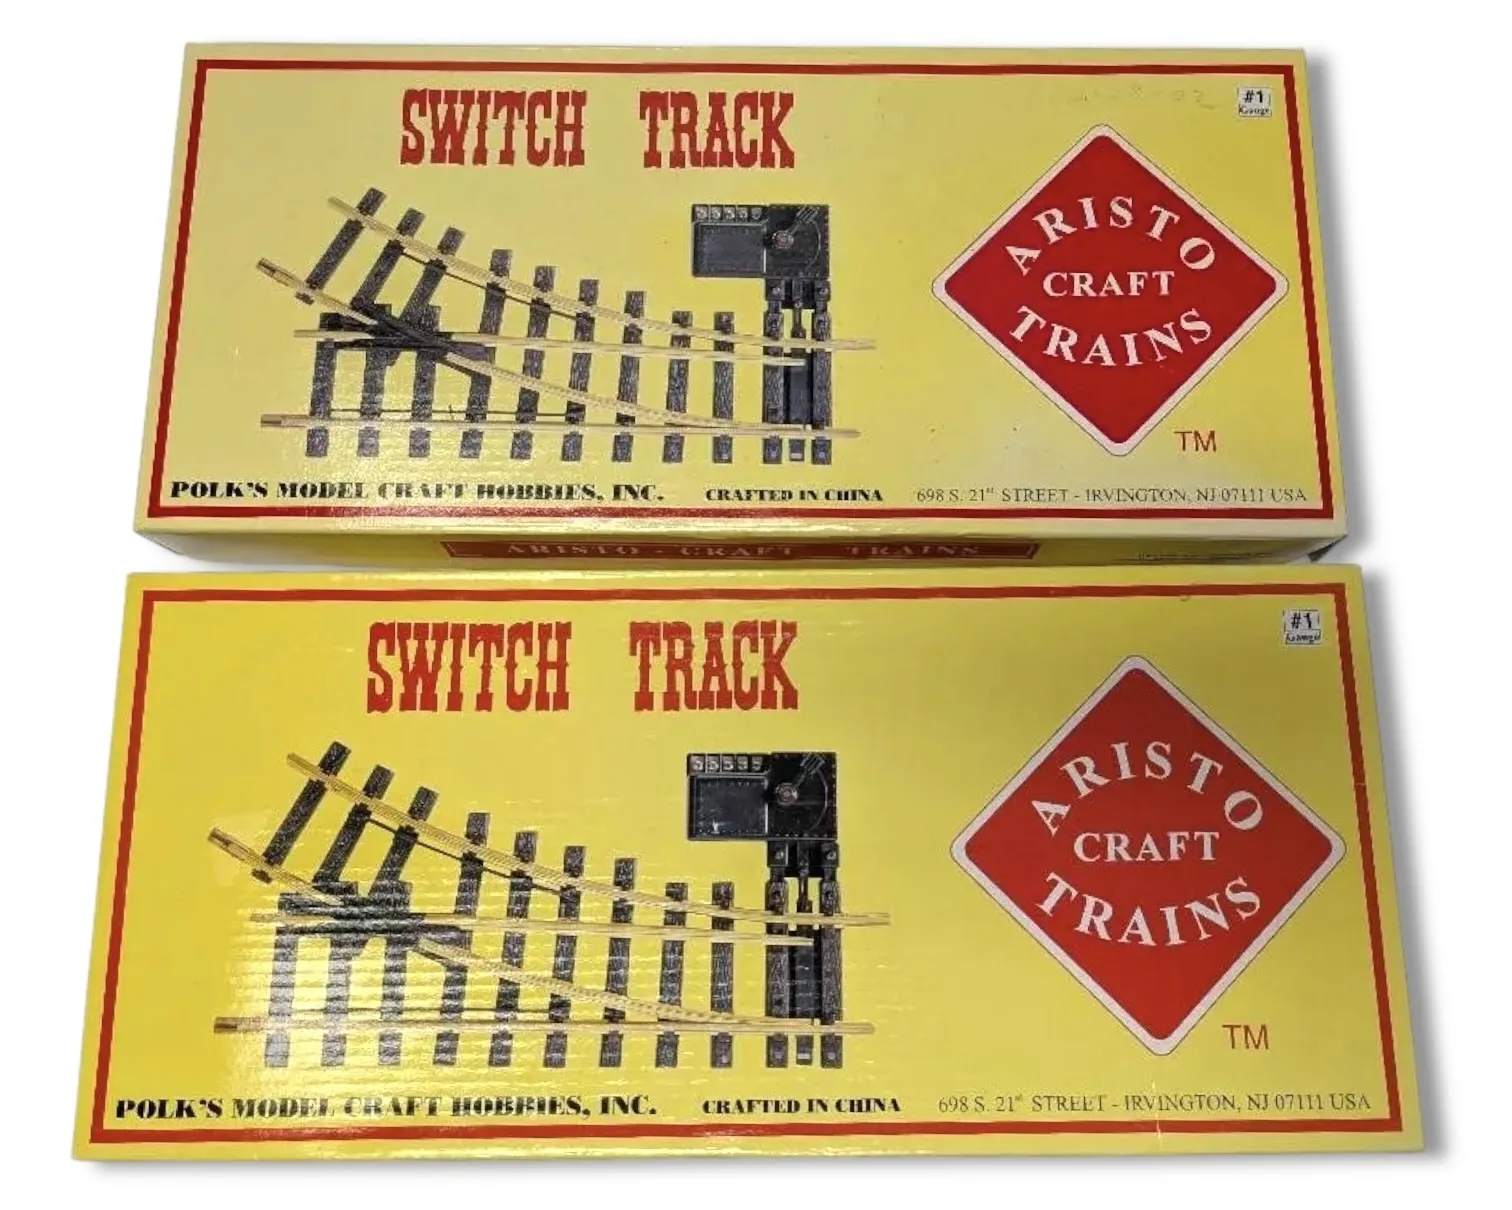 SWITCH TRACK
#1
Gauge
ARISTO
CRAFT
TRAINS
TM
POLK'S MODEL CRAFT HOBBIES, INC. CRAFTED IN CHINA 698 S. 21st STREET - IRVINGTON, NJ 07111 USA
ARISTO - CRAFT TRAINS
SWITCH TRACK
#1
Gauge
ARISTO
CRAFT
TRAINS
TM
POLK'S MODEL CRAFT HOBBIES, INC. CRAFTED IN CHINA 698 S. 21st STREET - IRVINGTON, NJ 07111 USA